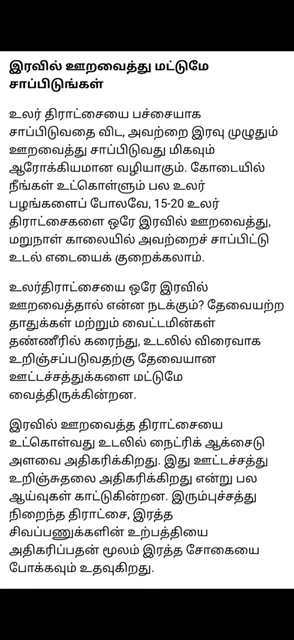 இரவில் ஊறவைத்து மட்டுமே
சாப்பிடுங்கள்
உலர் திராட்சையை பச்சையாக
சாப்பிடுவதை விட, அவற்றை இரவு முழுதும்
ஊறவைத்து சாப்பிடுவது மிகவும்
ஆரோக்கியமான வழியாகும். கோடையில்
நீங்கள் உட்கொள்ளும் பல உலர்
பழங்களைப் போலவே, 15-20 உலர்
திராட்சைகளை ஒரே இரவில் ஊறவைத்து,
மறுநாள் காலையில் அவற்றைச் சாப்பிட்டு
உடல் எடையைக் குறைக்கலாம்.
உலர்திராட்சையை ஒரே இரவில்
ஊறவைத்தால் என்ன நடக்கும்? தேவையற்ற
தாதுக்கள் மற்றும் வைட்டமின்கள்
தண்ணீரில் கரைந்து, உடலில் விரைவாக
உறிஞ்சப்படுவதற்கு தேவையான
ஊட்டச்சத்துக்களை மட்டுமே
வைத்திருக்கின்றன.
இரவில் ஊறவைத்த திராட்சையை
உட்கொள்வது உடலில் நைட்ரிக் ஆக்சைடு
அளவை அதிகரிக்கிறது. இது ஊட்டச்சத்து
உறிஞ்சுதலை அதிகரிக்கிறது என்று பல
ஆய்வுகள் காட்டுகின்றன. இரும்புச்சத்து
நிறைந்த திராட்சை, இரத்த
சிவப்பணுக்களின் உற்பத்தியை
அதிகரிப்பதன் மூலம் இரத்த சோகையை
போக்கவும் உதவுகிறது.